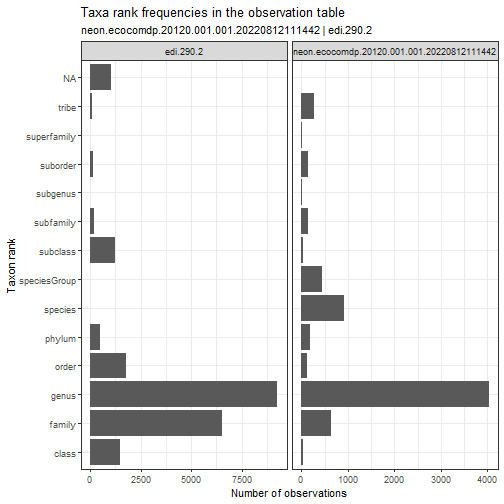 Taxa rank frequencies in the observation table
neon.ecocomdp.20120.001.001.20220812111442 | edi.290.2
edi.290.2
neon.ecocomdp.20120.001.001.20220812111442
Taxon rank
NA
tribe
superfamily
suborder
subgenus
subfamily
subclass
speciesGroup
species
phylum
order
genus
family
class
0 2500 5000 7500
0 1000 2000 3000 4000
Number of observations